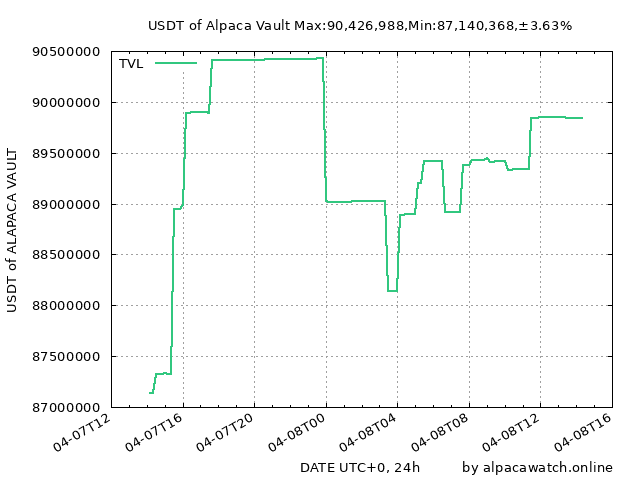 USDT of Alpaca Vault Max:90,426,988,Min:87,140,368,±3.63%
90500000
TVL
90000000
89500000
89000000
88500000
88000000
87500000
87000000
USDT of ALAPACA VAULT
04-07T12
04-07T16
04-07T20
04-08T00
04-08T04
04-08T08
04-08T12
04-08T16
DATE UTC+0, 24h
by alpacawatch.online